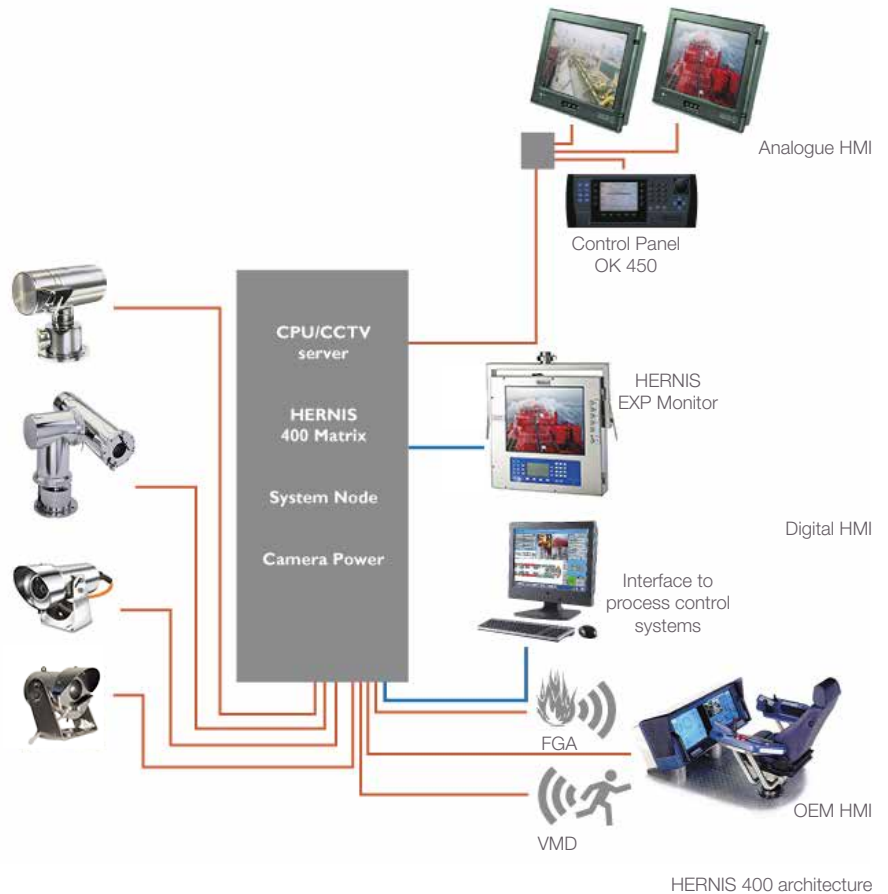 Analogue HMI
Control Panel
OK 450
CPU/CCTV
server
HERNIS
400 Matrix
System Node
Camera Power
HERNIS
EXP Monitor
Digital HMI
Interface to
process control
systems
FGA
OEM HMI
VMD
HERNIS 400 architecture